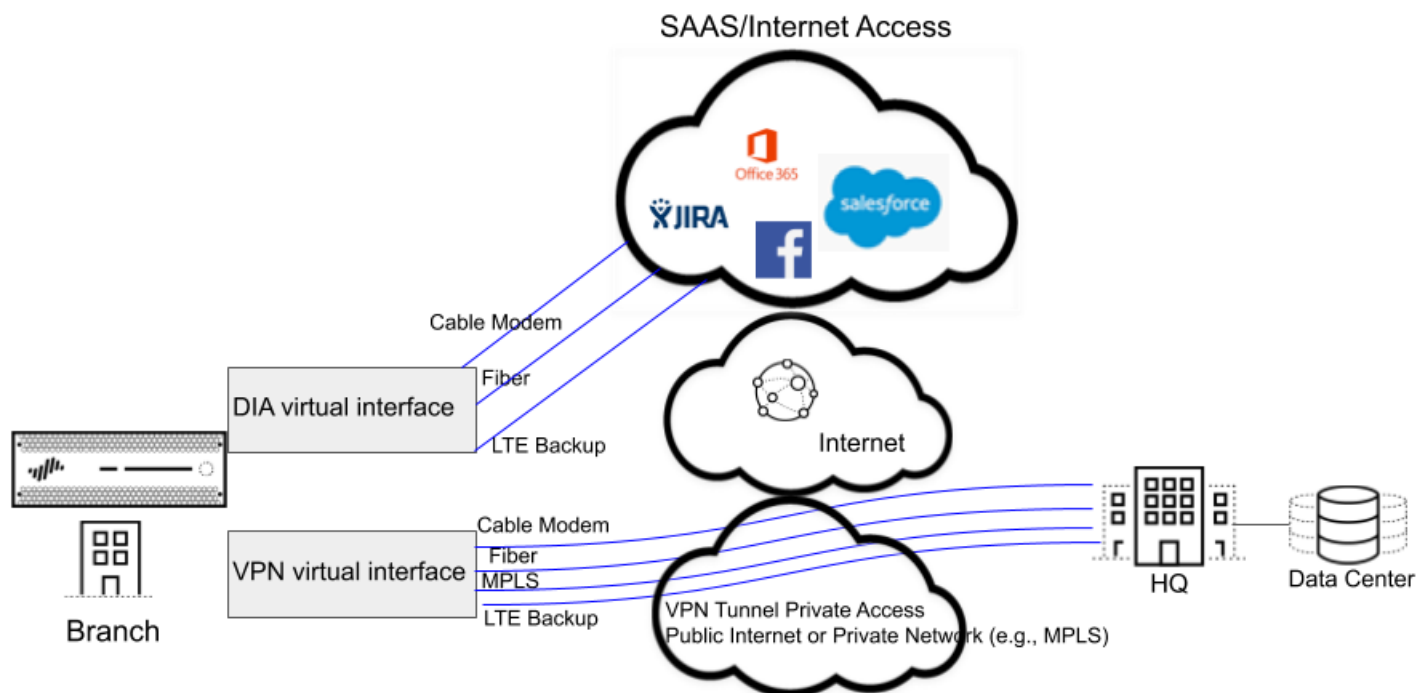 SAAS/Internet Access
Office 365
salesforce
JIRA
f
Cable Modem
Fiber
DIA virtual interface
LTE Backup
Internet
Cable Modem
Fiber
VPN virtual interface
MPLS
LTE Backup
Branch
VPN Tunnel Private Access
Public Internet or Private Network (e.g., MPLS)
HQ
Data Center